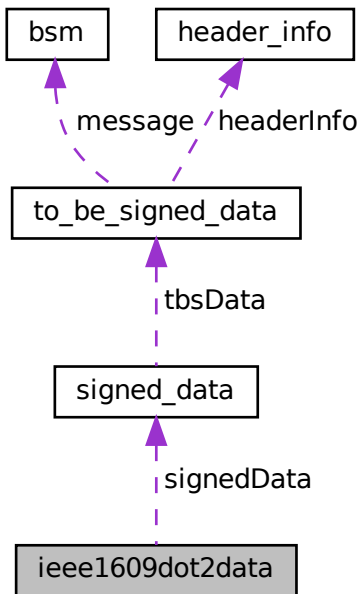 bsm
header_info
message
headerInfo
to_be_signed_data
tbsData
signed_data
signedData
ieee1609dot2data